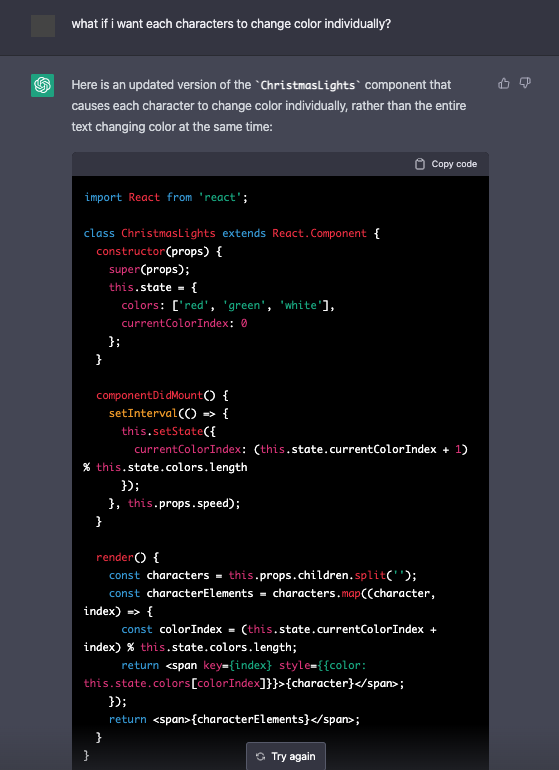 what if i want each characters to change color individually?
Here is an updated version of the `ChristmasLights` component that
causes each character to change color individually, rather than the entire
text changing color at the same time:
Copy code
import React from 'react';
class ChristmasLights extends React.Component {
constructor(props) {
super(props);
this.state = {
colors: ['red', 'green', 'white'],
currentColorIndex: 0
};
}
componentDidMount() {
setInterval(() => {
this.setState({
currentColorIndex: (this.state.currentColorIndex + 1)
% this.state.colors.length
});
}, this.props.speed);
}
render() {
const characters = this.props.children.split('');
const characterElements = characters.map((character,
index) => {
const colorIndex = (this.state.currentColorIndex +
index) % this.state.colors.length;
return <span key={index} style={{color:
this.state.colors[colorIndex]}}>{character}</span>;
});
return <span>{characterElements}</span>;
}
}
Try again